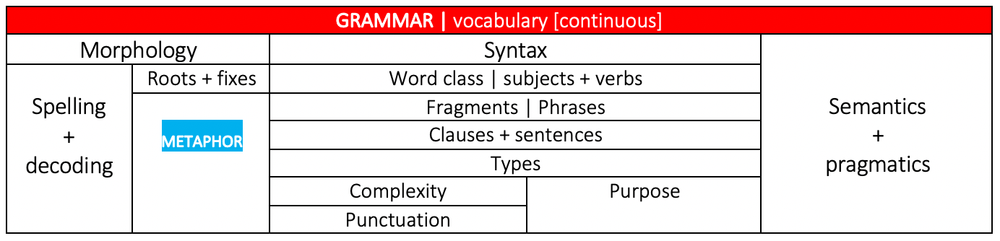 GRAMMAR | vocabulary [continuous]
Morphology
Syntax
Roots + fixes
Word class | subjects + verbs
Spelling
+
decoding
METAPHOR
Fragments | Phrases
Clauses + sentences
Types
Complexity
Purpose
Punctuation
Semantics
+
pragmatics